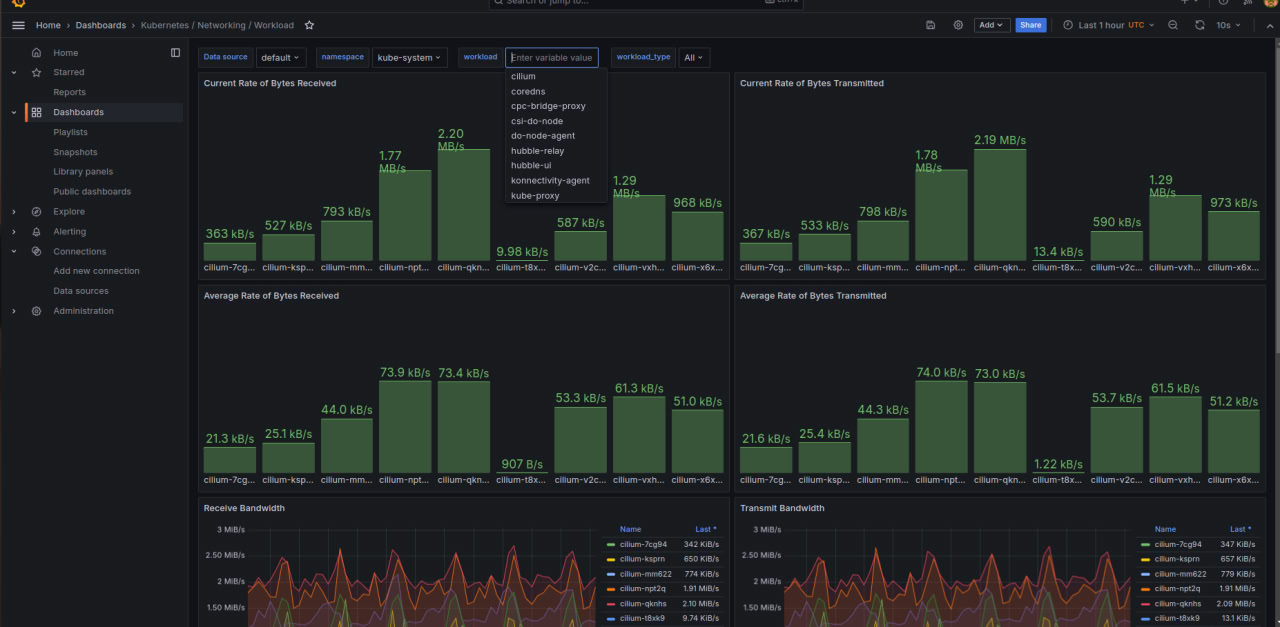 Search or jump to...
ctrl+k
Home › Dashboards › Kubernetes / Networking / Workload
Add
Share
Last 1 hour UTC
10s
Home
Starred
Reports
Dashboards
Playlists
Snapshots
Library panels
Public dashboards
Explore
Alerting
Connections
Add new connection
Data sources
Administration
Data source default namespace kube-system workload Enter variable value workload_type All
cilium
coredns
cpc-bridge-proxy
csi-do-node
do-node-agent
hubble-relay
hubble-ui
konnectivity-agent
kube-proxy
Current Rate of Bytes Received
363 kB/s
527 kB/s
793 kB/s
1.77 MB/s
2.20 MB/s
9.98 kB/s
587 kB/s
1.29 MB/s
968 kB/s
cilium-7cg... cilium-ksp... cilium-mm... cilium-npt... cilium-qkn... cilium-t8x... cilium-v2c... cilium-vxh... cilium-x6x...
Current Rate of Bytes Transmitted
367 kB/s
533 kB/s
798 kB/s
1.78 MB/s
2.19 MB/s
13.4 kB/s
590 kB/s
1.29 MB/s
973 kB/s
cilium-7cg... cilium-ksp... cilium-mm... cilium-npt... cilium-qkn... cilium-t8x... cilium-v2c... cilium-vxh... cilium-x6x...
Average Rate of Bytes Received
21.3 kB/s
25.1 kB/s
44.0 kB/s
73.9 kB/s
73.4 kB/s
907 B/s
53.3 kB/s
61.3 kB/s
51.0 kB/s
cilium-7cg... cilium-ksp... cilium-mm... cilium-npt... cilium-qkn... cilium-t8x... cilium-v2c... cilium-vxh... cilium-x6x...
Average Rate of Bytes Transmitted
21.6 kB/s
25.4 kB/s
44.3 kB/s
74.0 kB/s
73.0 kB/s
1.22 kB/s
53.7 kB/s
61.5 kB/s
51.2 kB/s
cilium-7cg... cilium-ksp... cilium-mm... cilium-npt... cilium-qkn... cilium-t8x... cilium-v2c... cilium-vxh... cilium-x6x...
Receive Bandwidth
3 MiB/s
2.50 MiB/s
2 MiB/s
1.50 MiB/s
Name Last *
cilium-7cg94 342 KiB/s
cilium-ksprn 650 KiB/s
cilium-mm622 774 KiB/s
cilium-npt2q 1.91 MiB/s
cilium-qknhs 2.10 MiB/s
cilium-t8xk9 9.74 KiB/s
Transmit Bandwidth
3 MiB/s
2.50 MiB/s
2 MiB/s
1.50 MiB/s
Name Last *
cilium-7cg94 347 KiB/s
cilium-ksprn 657 KiB/s
cilium-mm622 779 KiB/s
cilium-npt2q 1.91 MiB/s
cilium-qknhs 2.09 MiB/s
cilium-t8xk9 13.1 KiB/s